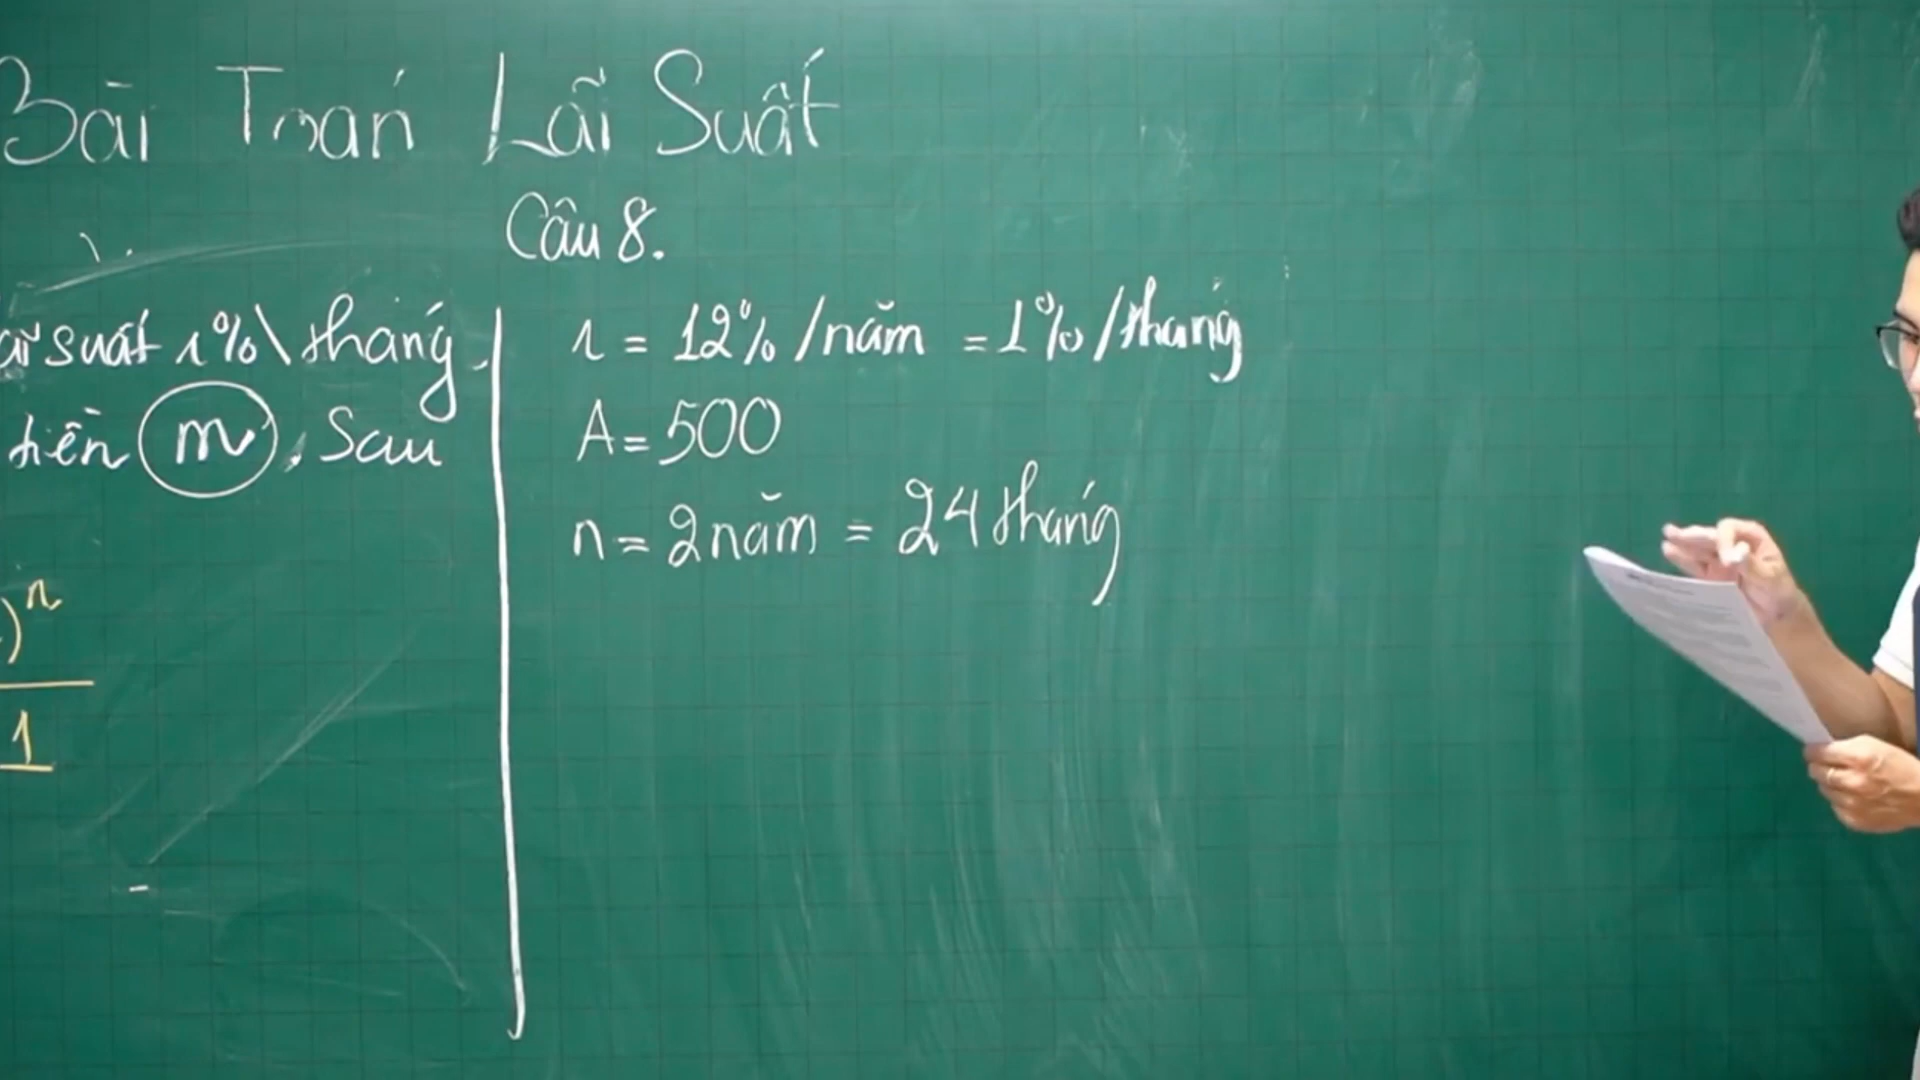 Bài Toán Lãi Suất
Câu 8.
lãi suất 1% \ tháng.
tiền m, Sau
)ⁿ
1
r = 12% /năm = 1% /tháng
A = 500
n = 2 năm = 24 tháng